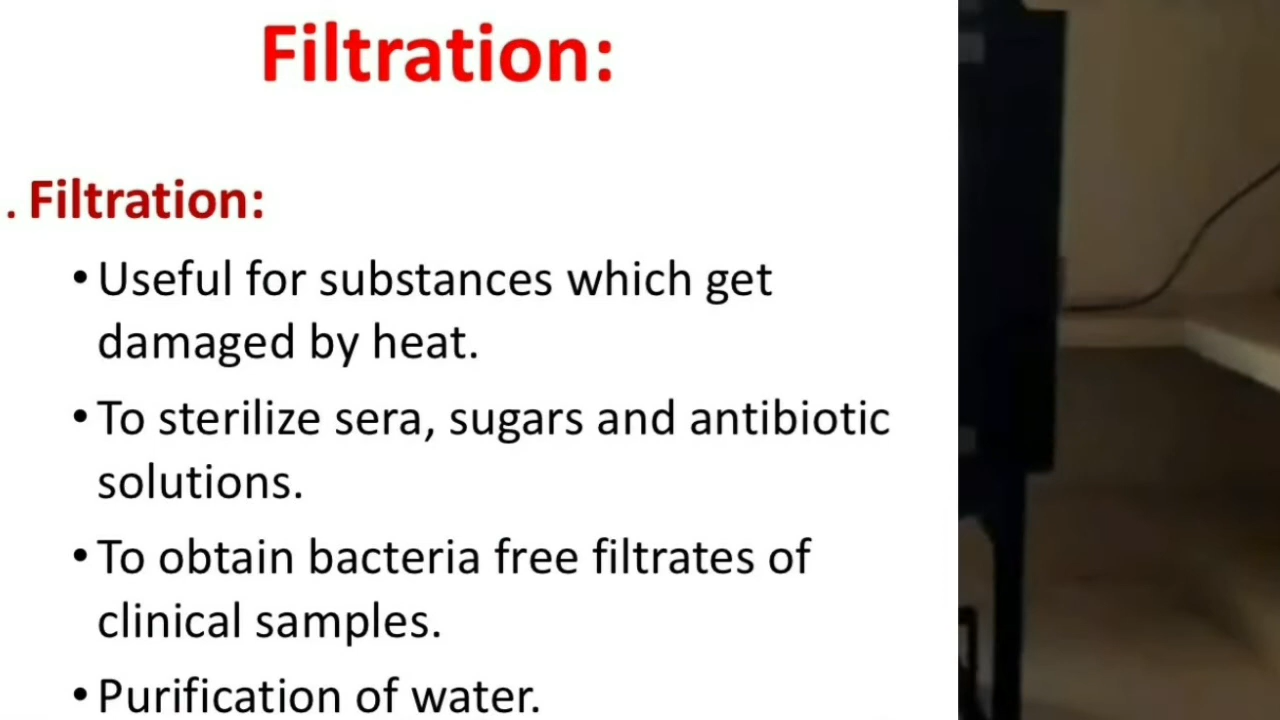 Filtration:
. Filtration:
•Useful for substances which get
damaged by heat.
•To sterilize sera, sugars and antibiotic
solutions.
•To obtain bacteria free filtrates of
clinical samples.
•Purification of water.